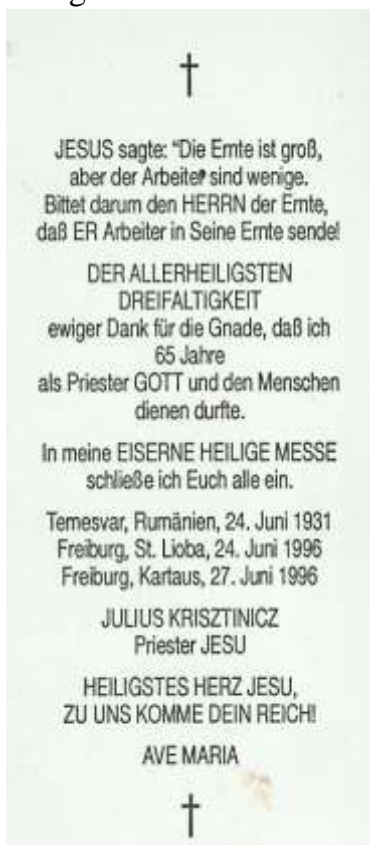 JESUS sagte: "Die Ernte ist groß,
aber der Arbeiter sind wenige.
Bittet darum den HERRN der Ernte,
daß ER Arbeiter in Seine Ernte sende!
DER ALLERHEILIGSTEN
DREIFALTIGKEIT
ewiger Dank für die Gnade, daß ich
65 Jahre
als Priester GOTT und den Menschen
dienen durfte.
In meine EISERNE HEILIGE MESSE
schließe ich Euch alle ein.
Temesvar, Rumänien, 24. Juni 1931
Freiburg, St. Lioba, 24. Juni 1996
Freiburg, Kartaus, 27. Juni 1996
JULIUS KRISZTINICZ
Priester JESU
HEILIGSTES HERZ JESU,
ZU UNS KOMME DEIN REICH!
AVE MARIA